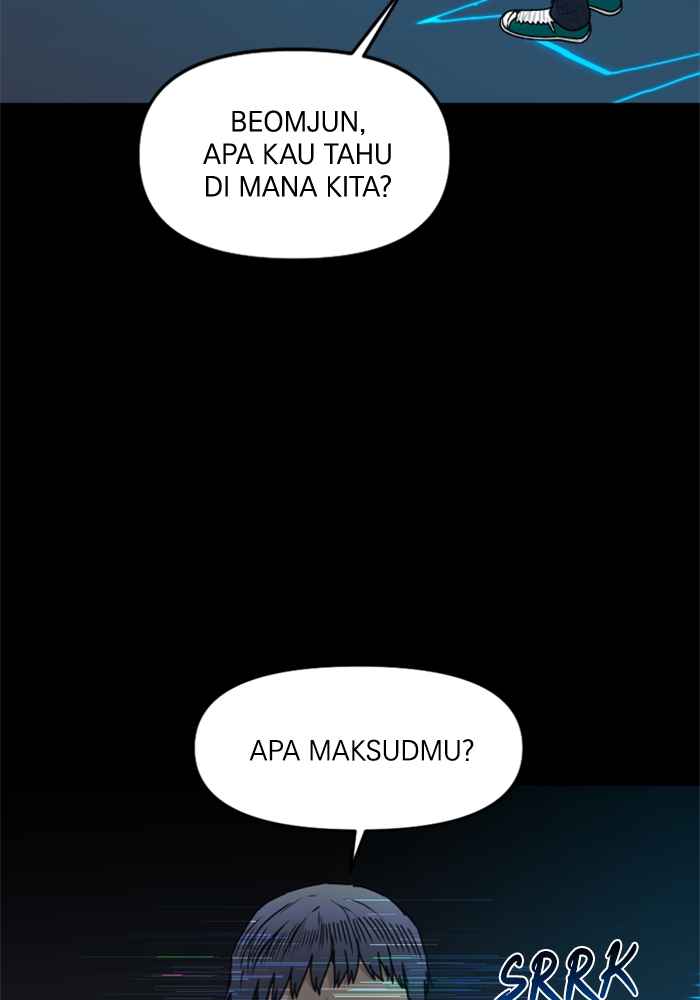 BEOMJUN,
APA KAU TAHU
DI MANA KITA?
APA MAKSUDMU?
SRRK